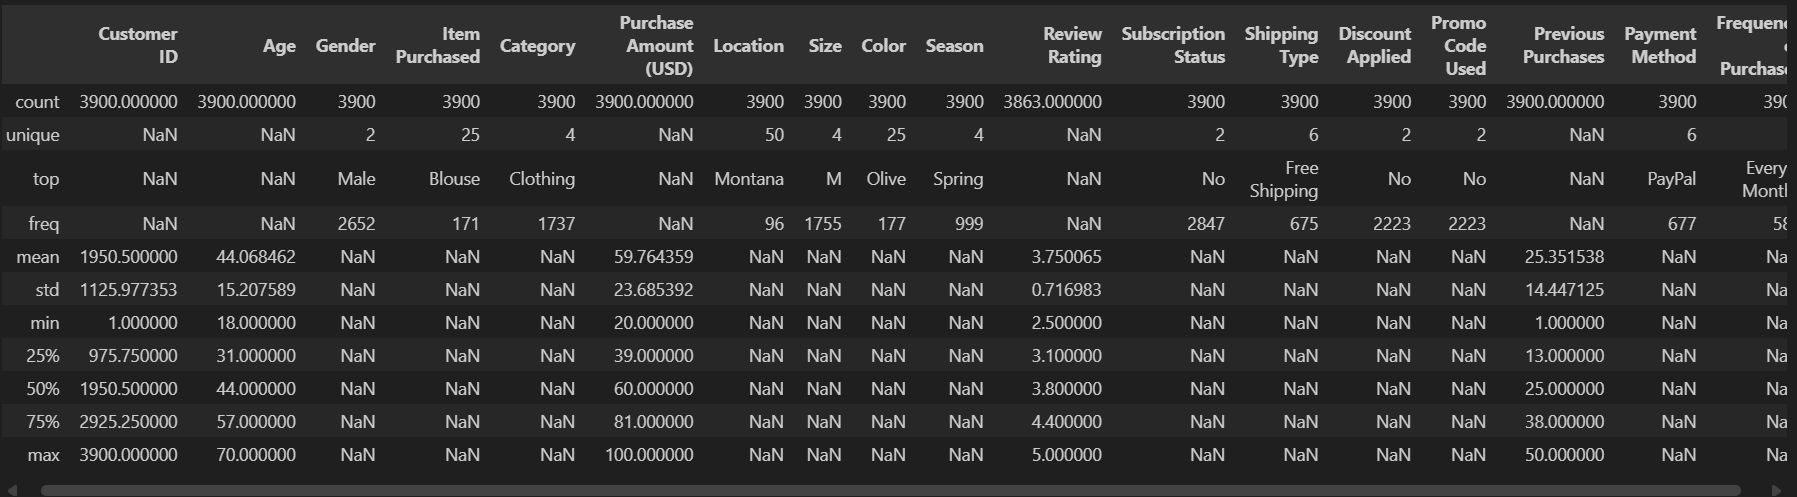 Customer ID Age Gender Item Purchased Category Purchase Amount (USD) Location Size Color Season Review Rating Subscription Status Shipping Type Discount Applied Promo Code Used Previous Purchases Payment Method
count 3900.000000 3900.000000 3900 3900 3900 3900.000000 3900 3900 3900 3900 3863.000000 3900 3900 3900 3900 3900.000000 3900
unique NaN NaN 2 25 4 NaN 50 4 25 4 NaN 2 6 2 2 NaN 6
top NaN NaN Male Blouse Clothing NaN Montana M Olive Spring NaN No Free Shipping No No NaN PayPal Every
freq NaN NaN 2652 171 1737 NaN 96 1755 177 999 NaN 2847 675 2223 2223 NaN 677
mean 1950.500000 44.068462 NaN NaN NaN 59.764359 NaN NaN NaN NaN 3.750065 NaN NaN NaN NaN 25.351538 NaN
std 1125.977353 15.207589 NaN NaN NaN 23.685392 NaN NaN NaN NaN 0.716983 NaN NaN NaN NaN 14.447125 NaN
min 1.000000 18.000000 NaN NaN NaN 20.000000 NaN NaN NaN NaN 2.500000 NaN NaN NaN NaN 1.000000 NaN
25% 975.750000 31.000000 NaN NaN NaN 39.000000 NaN NaN NaN NaN 3.100000 NaN NaN NaN NaN 13.000000 NaN
50% 1950.500000 44.000000 NaN NaN NaN 60.000000 NaN NaN NaN NaN 3.800000 NaN NaN NaN NaN 25.000000 NaN
75% 2925.250000 57.000000 NaN NaN NaN 81.000000 NaN NaN NaN NaN 4.400000 NaN NaN NaN NaN 38.000000 NaN
max 3900.000000 70.000000 NaN NaN NaN 100.000000 NaN NaN NaN NaN 5.000000 NaN NaN NaN NaN 50.000000 NaN